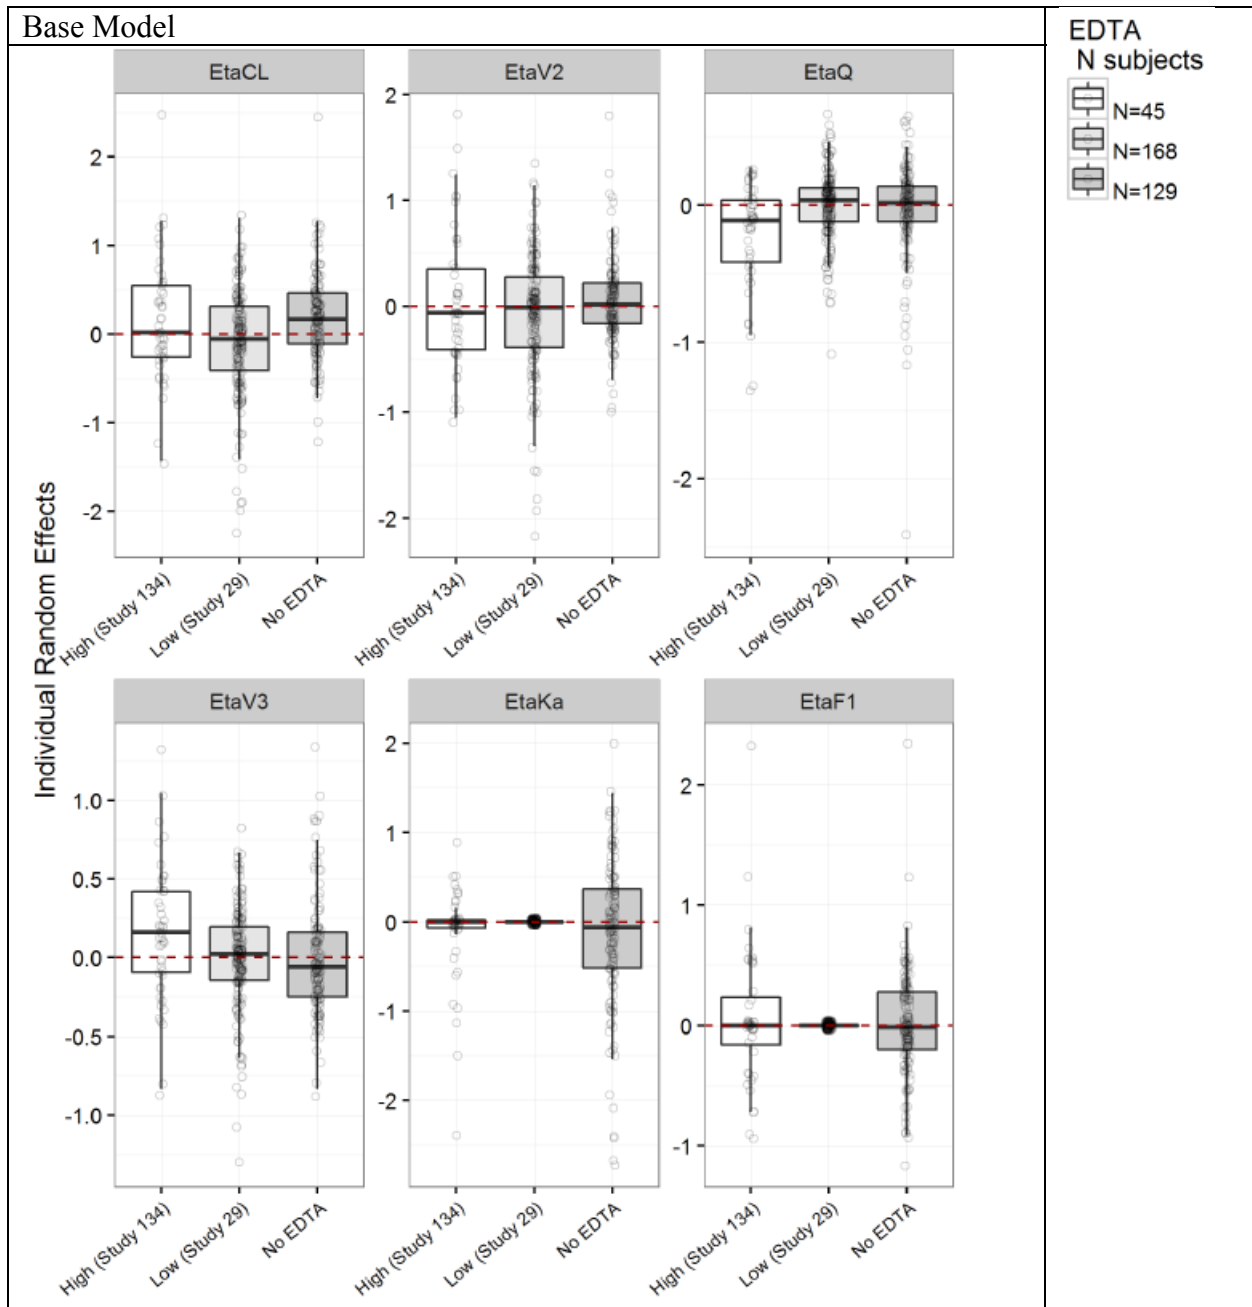 Base Model
EDTA
N subjects
N=45
N=168
N=129
Individual Random Effects
EtaCL
2
1
0
-1
-2
High (Study 134)
Low (Study 29)
No EDTA
EtaV2
2
1
0
-1
-2
High (Study 134)
Low (Study 29)
No EDTA
EtaQ
0
-1
-2
High (Study 134)
Low (Study 29)
No EDTA
EtaV3
1.0
0.5
0.0
-0.5
-1.0
High (Study 134)
Low (Study 29)
No EDTA
EtaKa
2
1
0
-1
-2
High (Study 134)
Low (Study 29)
No EDTA
EtaF1
2
1
0
-1
High (Study 134)
Low (Study 29)
No EDTA